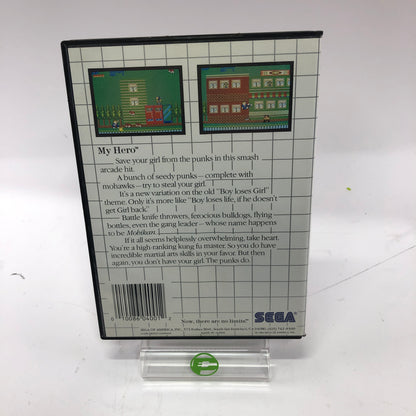 My Hero™
Save your girl from the punks in this smash
arcade hit.
A bunch of seedy punks—complete with
mohawks—try to steal your girl.
It's a new variation on the old "Boy loses Girl"
theme. Only it's more like "Boy loses life, if he doesn't
get Girl back."
Battle knife throwers, ferocious bulldogs, flying
bottles, even the gang leader—whose name happens
to be Mohikan.
If it all seems helplessly overwhelming, take heart.
You're a high-ranking kung fu master. So you do have
incredible martial arts skills in your favor. But then
again, you don't have your girl. The punks do.
Now, there are no limits.™
SEGA
0 10086 04001 2